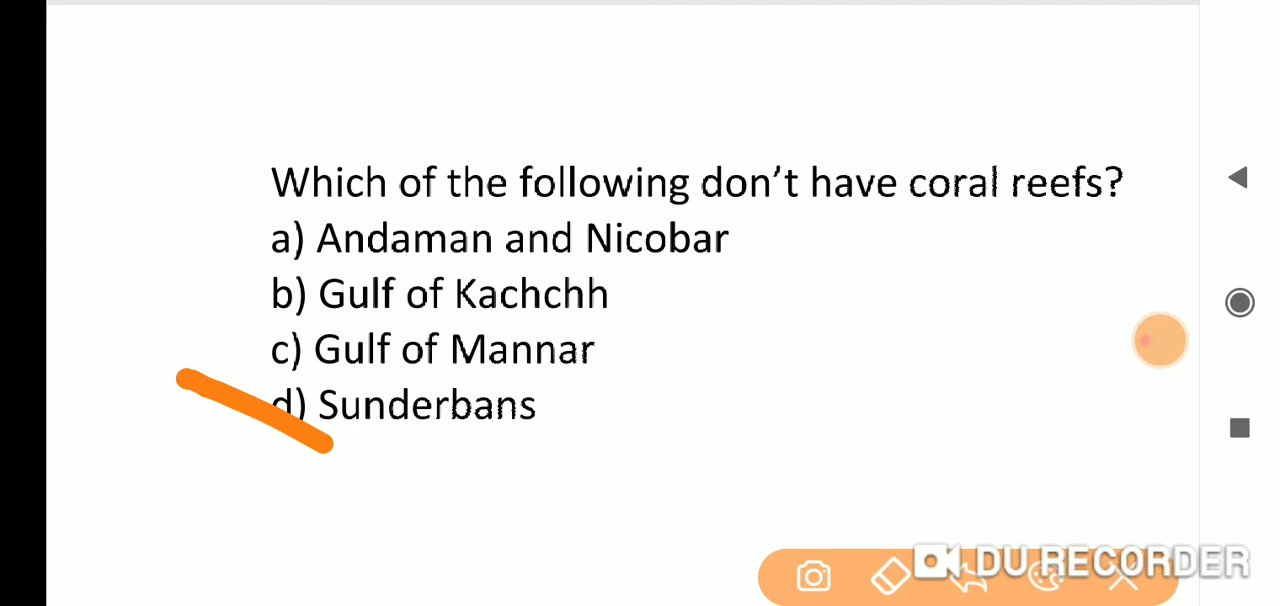 Which of the following don’t have coral reefs?
a) Andaman and Nicobar
b) Gulf of Kachchh
c) Gulf of Mannar
d) Sunderbans
DU RECORDER